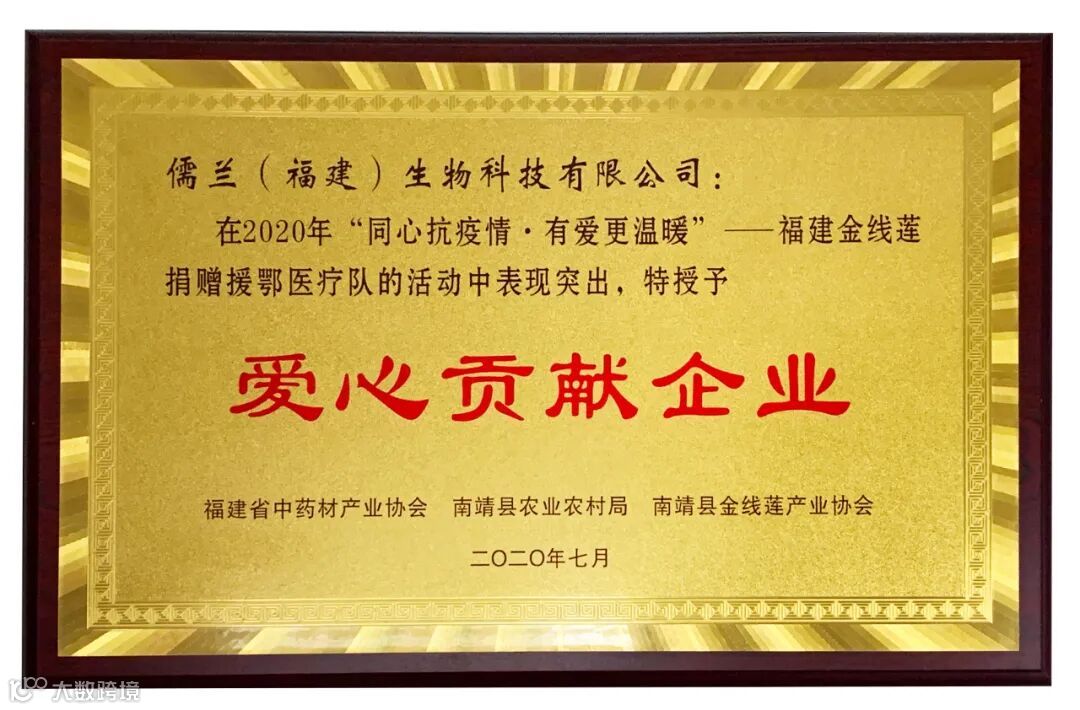 儒兰（福建）生物科技有限公司：
在2020年“同心抗疫情·有爱更温暖”——福建金线莲
捐赠援鄂医疗队的活动中表现突出，特授予
爱心贡献企业
福建省中药材产业协会 南靖县农业农村局 南靖县金线莲产业协会
二〇二〇年七月
大数跨境